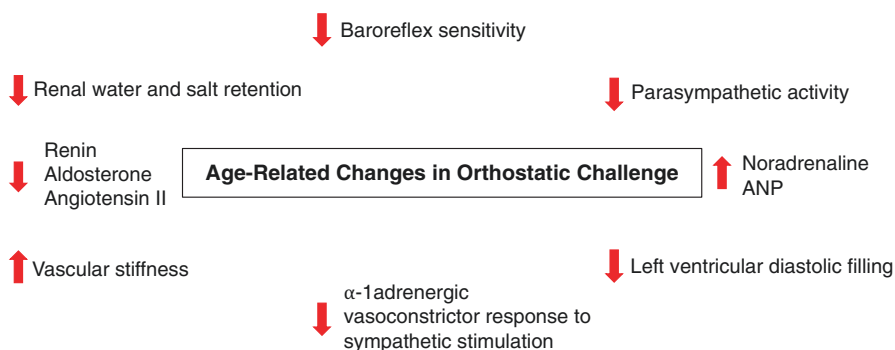 Baroreflex sensitivity
Renal water and salt retention
Parasympathetic activity
Renin
Aldosterone
Angiotensin II
Age-Related Changes in Orthostatic Challenge
Noradrenaline
ANP
Vascular stiffness
Left ventricular diastolic filling
α-1adrenergic
vasoconstrictor response to
sympathetic stimulation